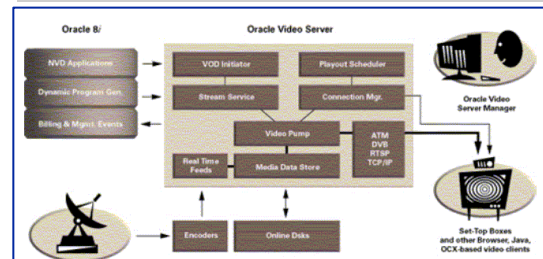 Oracle 8i
Oracle Video Server
NVD Applications
Dynamic Program Gen.
Billing & Mgmt. Events
VOD Initiator
Playout Scheduler
Stream Service
Connection Mgr.
Video Pump
Real Time
Feeds
Media Data Store
ATM
DVB
RTSP
TCP/IP
Oracle Video
Server Manager
Encoders
Online Dsks
Set-Top Boxes
and other Browser, Java,
OCX-based video clients